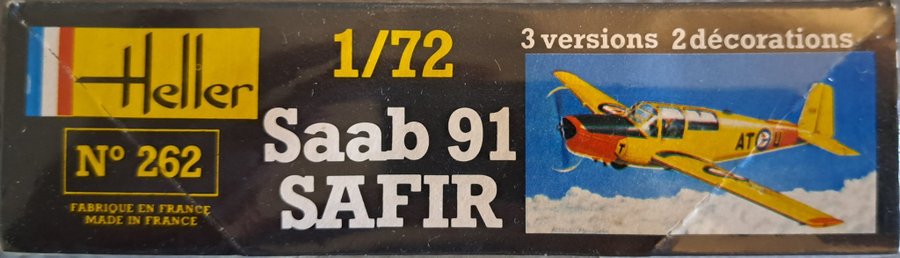 Heller
N° 262
FABRIQUE EN FRANCE
MADE IN FRANCE
1/72
Saab 91
SAFIR
3 versions 2 décorations
AT U
T